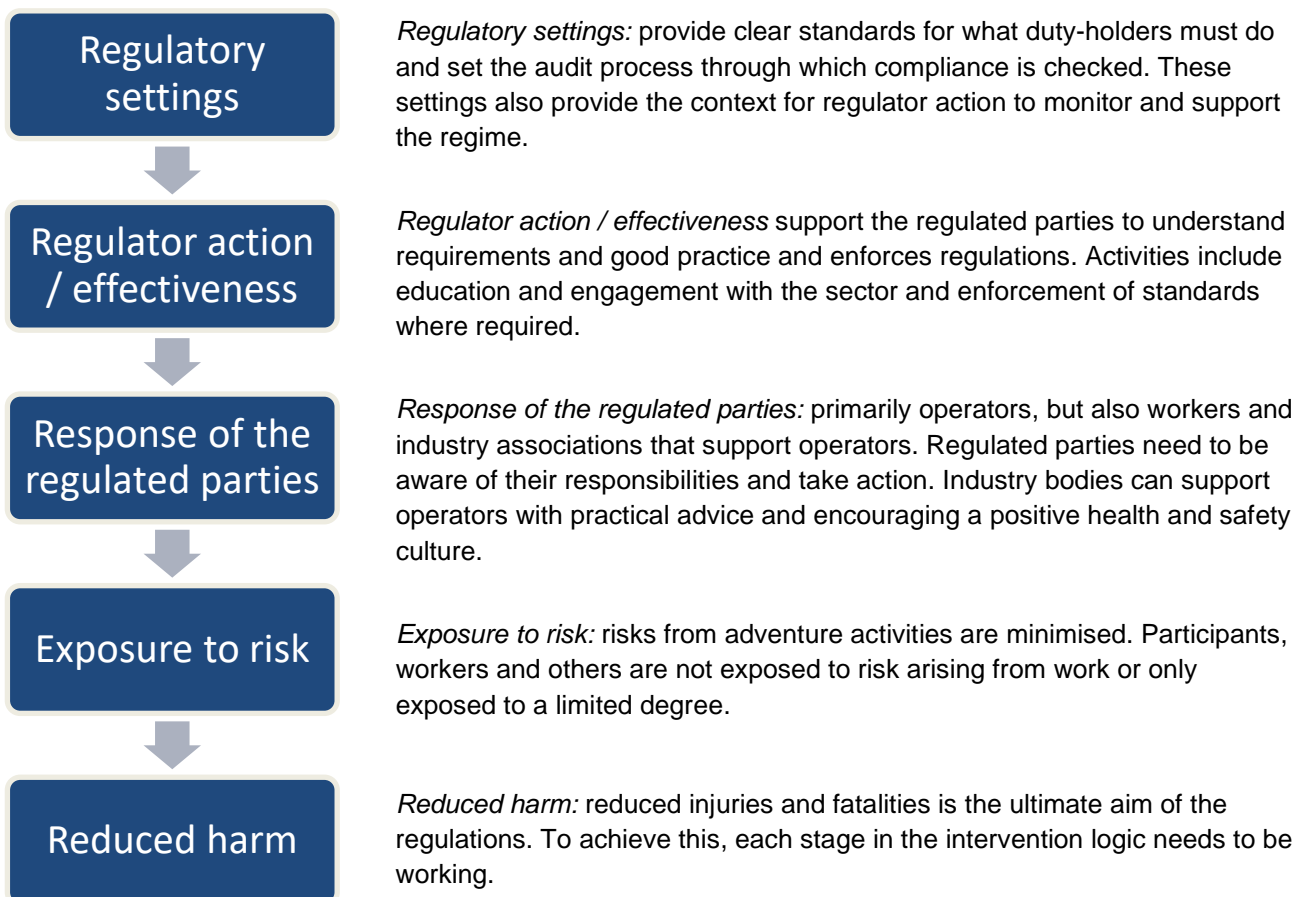 Regulatory
settings
Regulatory settings: provide clear standards for what duty-holders must do
and set the audit process through which compliance is checked. These
settings also provide the context for regulator action to monitor and support
the regime.
Regulator action
/ effectiveness
Regulator action / effectiveness support the regulated parties to understand
requirements and good practice and enforces regulations. Activities include
education and engagement with the sector and enforcement of standards
where required.
Response of the
regulated parties
Response of the regulated parties: primarily operators, but also workers and
industry associations that support operators. Regulated parties need to be
aware of their responsibilities and take action. Industry bodies can support
operators with practical advice and encouraging a positive health and safety
culture.
Exposure to risk
Exposure to risk: risks from adventure activities are minimised. Participants,
workers and others are not exposed to risk arising from work or only
exposed to a limited degree.
Reduced harm
Reduced harm: reduced injuries and fatalities is the ultimate aim of the
regulations. To achieve this, each stage in the intervention logic needs to be
working.